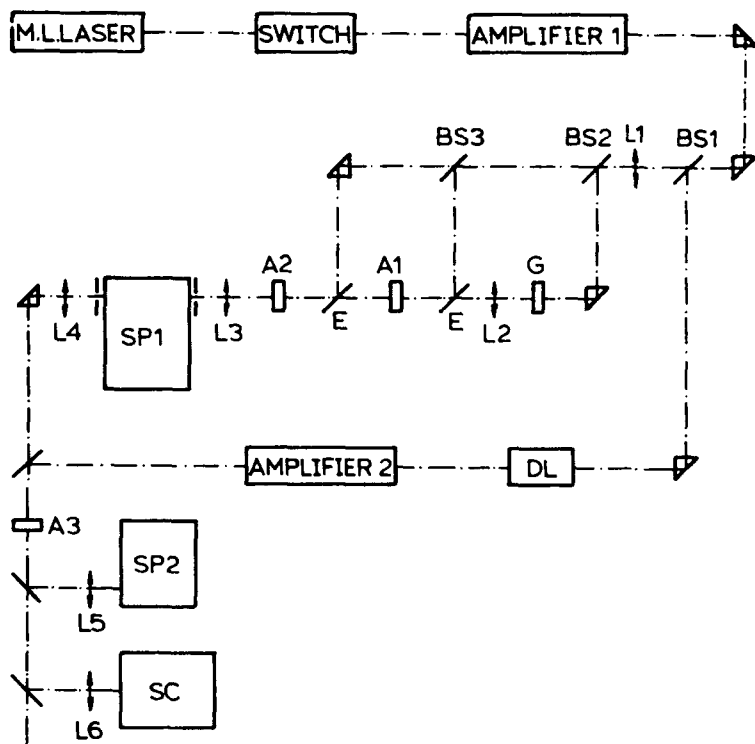 M.L.LASER
SWITCH
AMPLIFIER 1
BS3
BS2
L1
BS1
A2
A1
G
L4
SP1
L3
E
E
L2
AMPLIFIER 2
DL
A3
SP2
L5
SC
L6